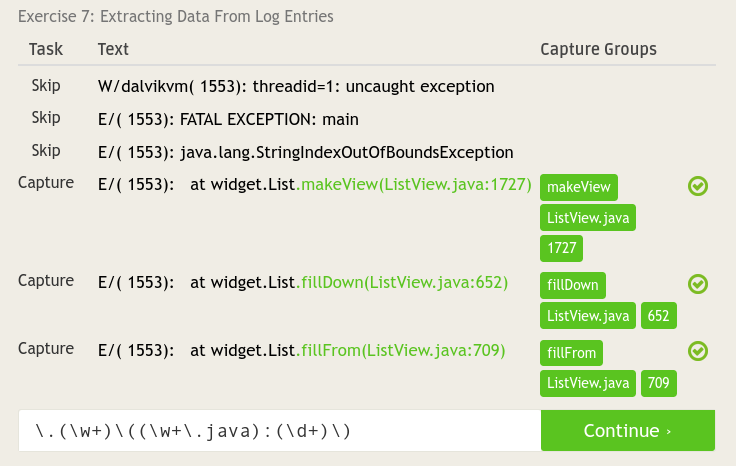 Exercise 7: Extracting Data From Log Entries
Task Text Capture Groups
Skip W/dalvikvm( 1553): threadid=1: uncaught exception
Skip E/( 1553): FATAL EXCEPTION: main
Skip E/( 1553): java.lang.StringIndexOutOfBoundsException
Capture E/( 1553):   at widget.List.makeView(ListView.java:1727) makeView
ListView.java
1727
Capture E/( 1553):   at widget.List.fillDown(ListView.java:652) fillDown
ListView.java 652
Capture E/( 1553):   at widget.List.fillFrom(ListView.java:709) fillFrom
ListView.java 709
\.(\w+)\((\w+\.java):(\d+)\) Continue ›